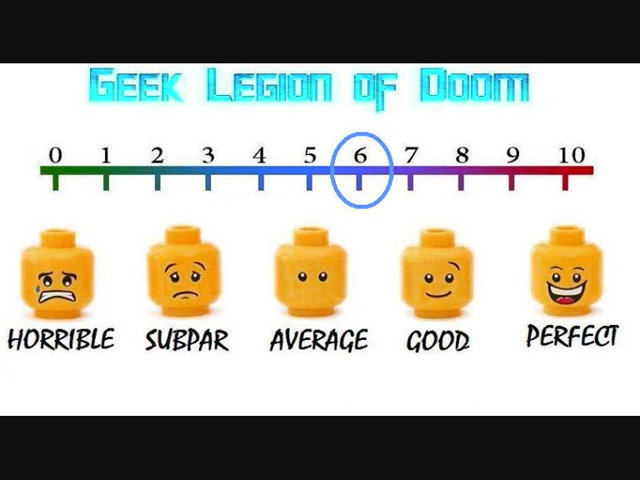 Geek Legion of Doom
0 1 2 3 4 5 6 7 8 9 10
HORRIBLE SUBPAR AVERAGE GOOD PERFECT